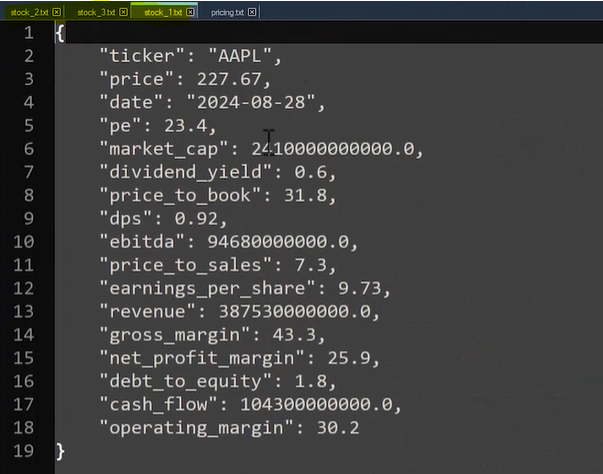 stock_2.txt stock_3.txt stock_1.txt pricing.txt
1 {
2 "ticker": "AAPL",
3 "price": 227.67,
4 "date": "2024-08-28",
5 "pe": 23.4,
6 "market_cap": 2410000000000.0,
7 "dividend_yield": 0.6,
8 "price_to_book": 31.8,
9 "dps": 0.92,
10 "ebitda": 94680000000.0,
11 "price_to_sales": 7.3,
12 "earnings_per_share": 9.73,
13 "revenue": 387530000000.0,
14 "gross_margin": 43.3,
15 "net_profit_margin": 25.9,
16 "debt_to_equity": 1.8,
17 "cash_flow": 104300000000.0,
18 "operating_margin": 30.2
19 }